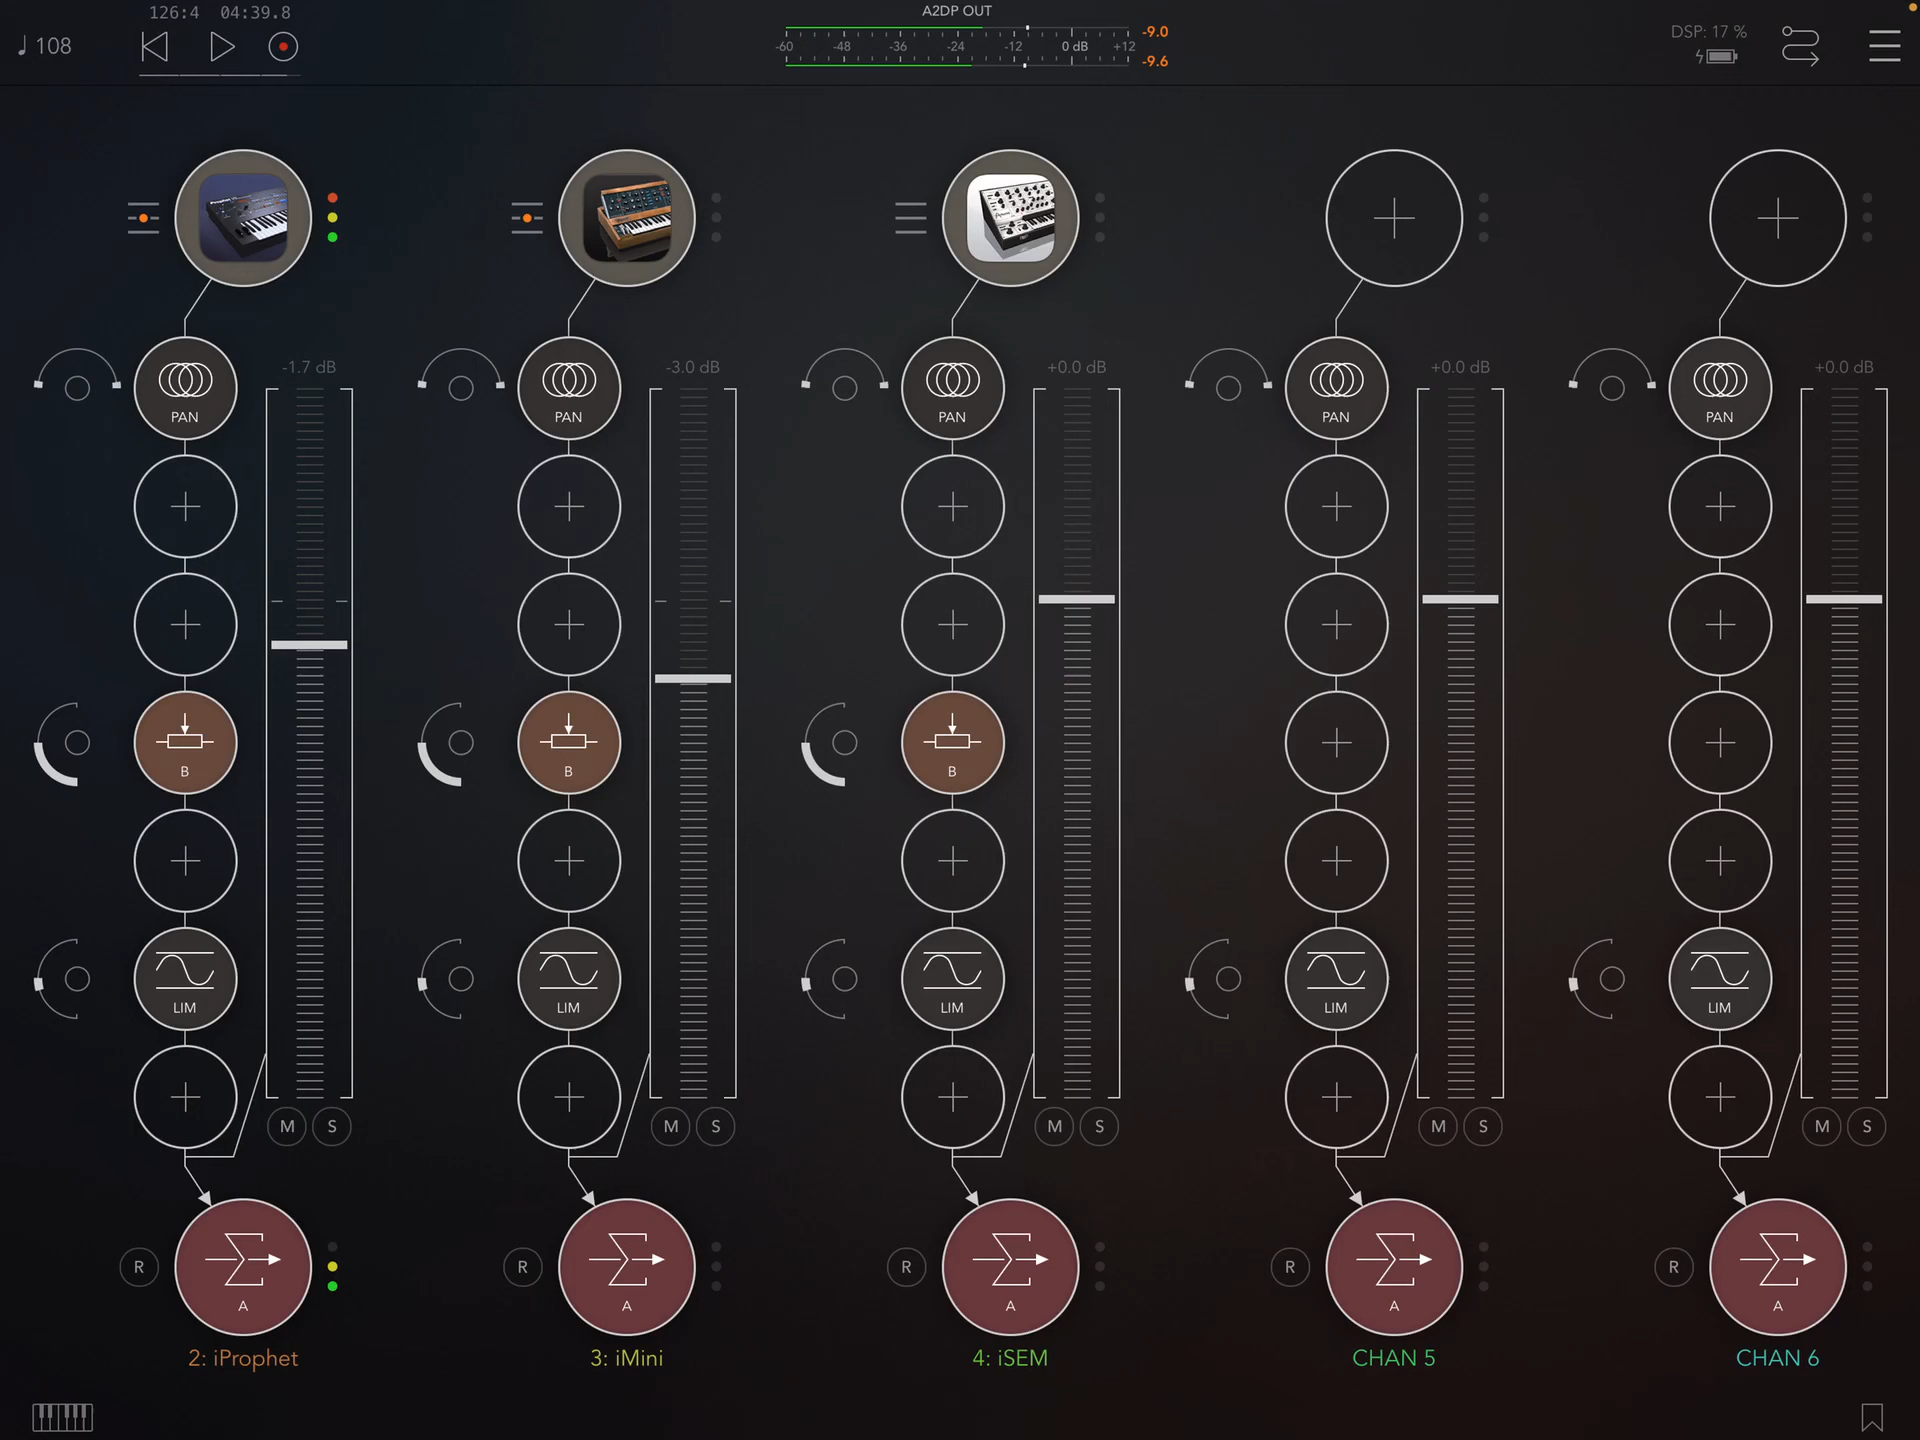 126:4 04:39.8
A2DP OUT
♩ 108
-60 -48 -36 -24 -12 0 dB +12
-9.0
-9.6
DSP: 17 %
-1.7 dB
-3.0 dB
+0.0 dB
+0.0 dB
+0.0 dB
PAN
PAN
PAN
PAN
PAN
B
B
B
LIM
LIM
LIM
LIM
LIM
M S
M S
M S
M S
M S
R
R
R
R
R
A
A
A
A
A
2: iProphet
3: iMini
4: iSEM
CHAN 5
CHAN 6